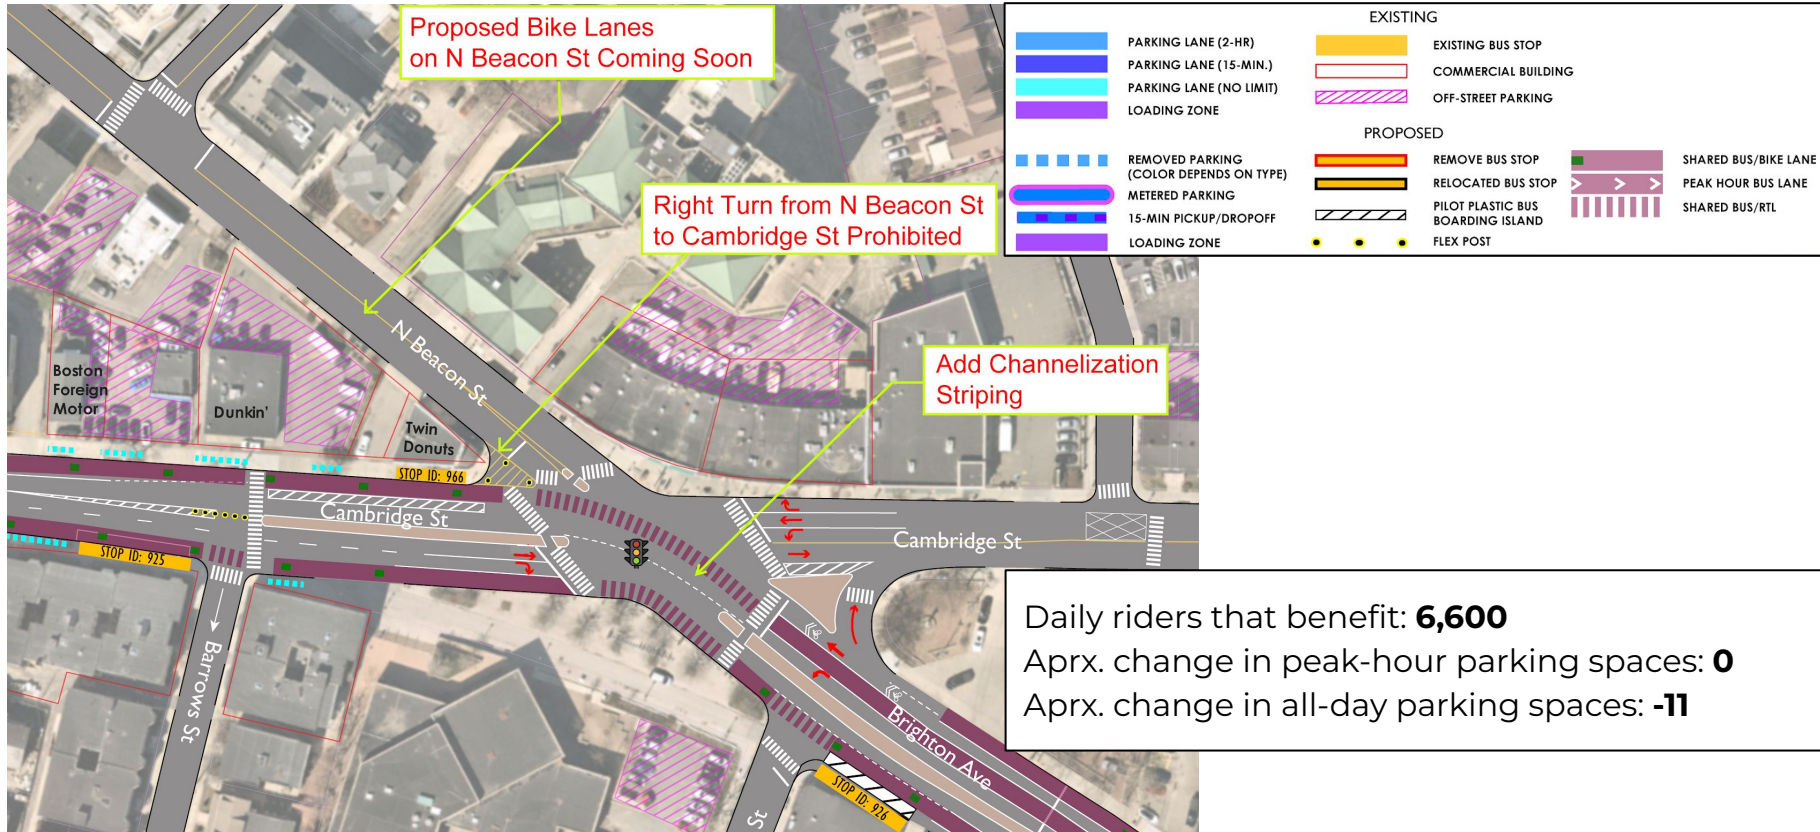 Proposed Bike Lanes
on N Beacon St Coming Soon
Right Turn from N Beacon St
to Cambridge St Prohibited
Add Channelization
Striping
N Beacon St
Boston
Foreign
Motor
Dunkin'
Twin
Donuts
STOP ID: 966
Cambridge St
Cambridge St
STOP ID: 925
Barrows St
Brighton Ave
STOP ID: 926
St
EXISTING
PARKING LANE (2-HR)
PARKING LANE (15-MIN.)
PARKING LANE (NO LIMIT)
LOADING ZONE
EXISTING BUS STOP
COMMERCIAL BUILDING
OFF-STREET PARKING
PROPOSED
REMOVED PARKING
(COLOR DEPENDS ON TYPE)
METERED PARKING
15-MIN PICKUP/DROPOFF
LOADING ZONE
REMOVE BUS STOP
RELOCATED BUS STOP
PILOT PLASTIC BUS
BOARDING ISLAND
FLEX POST
SHARED BUS/BIKE LANE
PEAK HOUR BUS LANE
SHARED BUS/RTL
Daily riders that benefit: 6,600
Aprx. change in peak-hour parking spaces: 0
Aprx. change in all-day parking spaces: -11